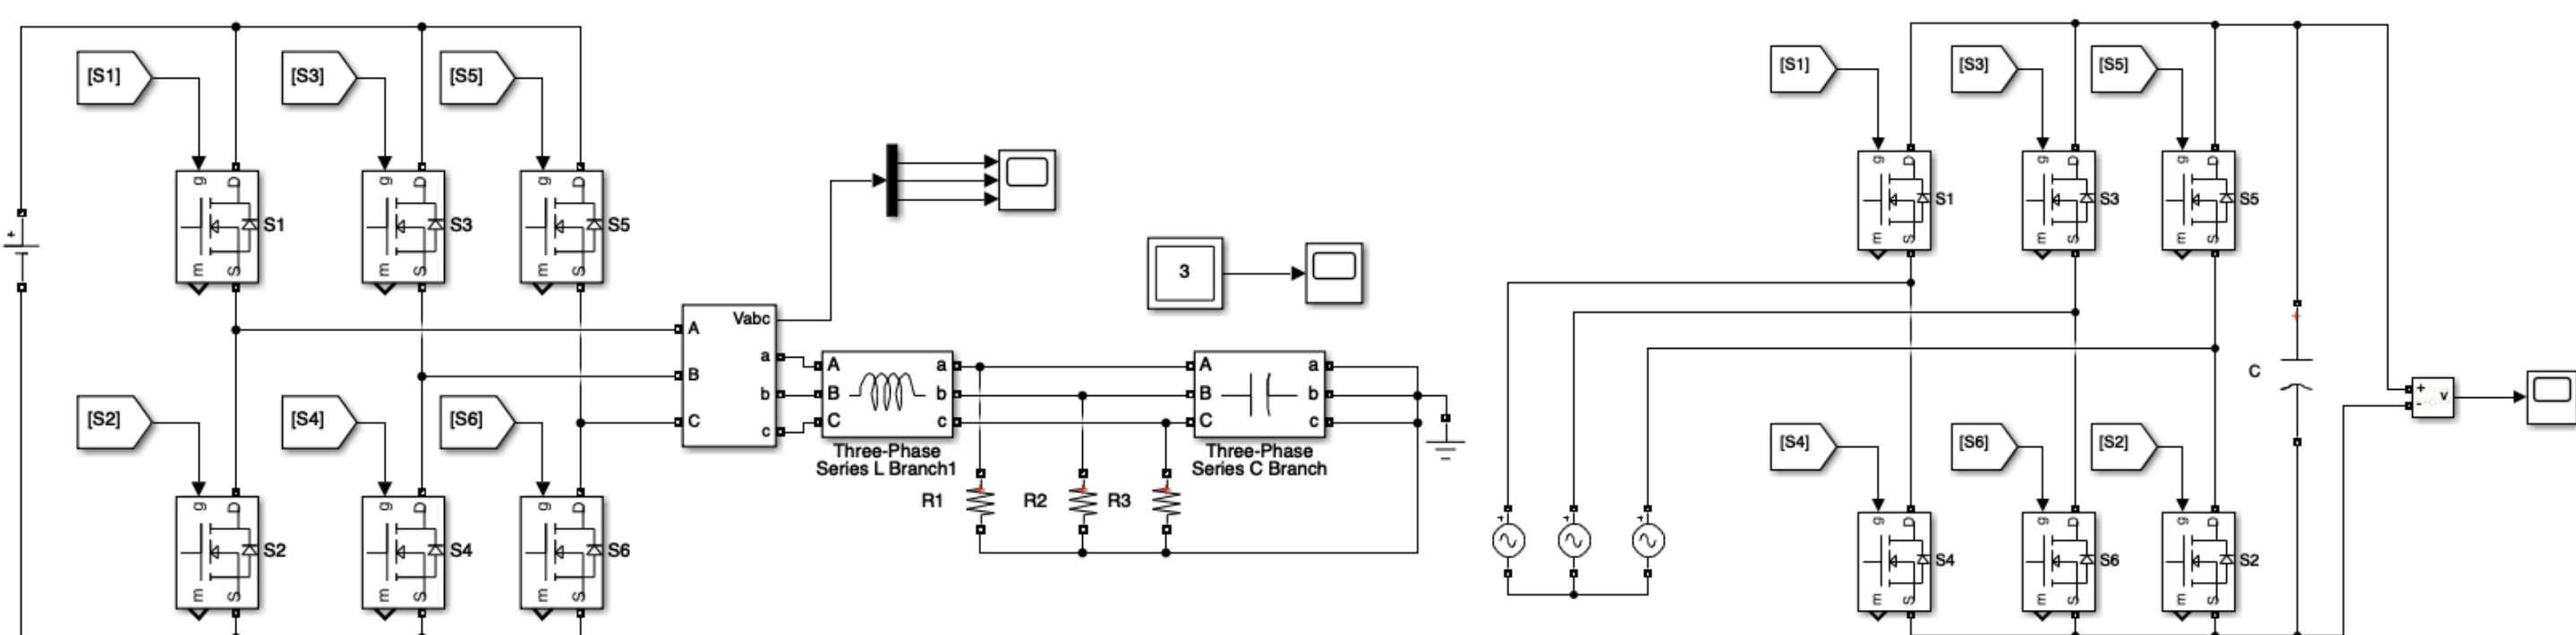 [S1]
[S3]
[S5]
g D
g D
g D
S1
S3
S5
m S
m S
m S
+
Vabc
A
B
C
a
b
c
[S2]
[S4]
[S6]
g D
g D
g D
S2
S4
S6
m S
m S
m S
A
B
C
a
b
c
Three-Phase
Series L Branch1
3
A
B
C
a
b
c
Three-Phase
Series C Branch
R1
R2
R3
+
+
+
[S1]
[S3]
[S5]
g D
g D
g D
S1
S3
S5
m S
m S
m S
[S4]
[S6]
[S2]
g D
g D
g D
S4
S6
S2
m S
m S
m S
+
C
+
-
v